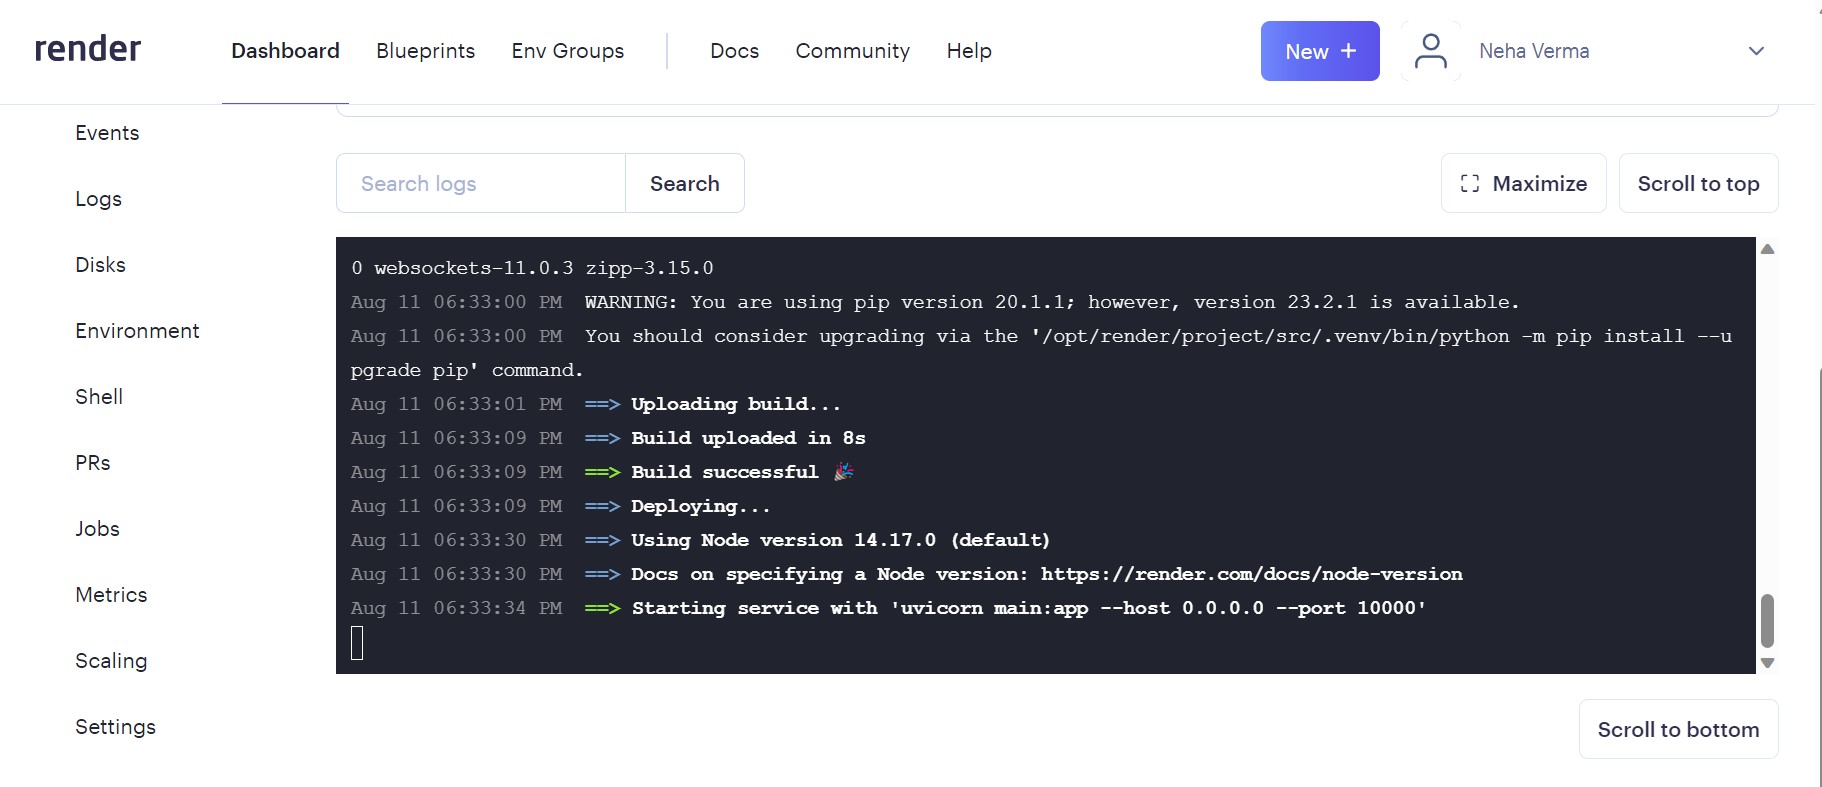 render
Dashboard Blueprints Env Groups Docs Community Help New + Neha Verma
Events
Logs
Disks
Environment
Shell
PRs
Jobs
Metrics
Scaling
Settings
Search logs Search Maximize Scroll to top
0 websockets-11.0.3 zipp-3.15.0
Aug 11 06:33:00 PM WARNING: You are using pip version 20.1.1; however, version 23.2.1 is available.
Aug 11 06:33:00 PM You should consider upgrading via the '/opt/render/project/src/.venv/bin/python -m pip install --u
pgrade pip' command.
Aug 11 06:33:01 PM ==> Uploading build...
Aug 11 06:33:09 PM ==> Build uploaded in 8s
Aug 11 06:33:09 PM ==> Build successful 🎉
Aug 11 06:33:09 PM ==> Deploying...
Aug 11 06:33:30 PM ==> Using Node version 14.17.0 (default)
Aug 11 06:33:30 PM ==> Docs on specifying a Node version: https://render.com/docs/node-version
Aug 11 06:33:34 PM ==> Starting service with 'uvicorn main:app --host 0.0.0.0 --port 10000'
Scroll to bottom